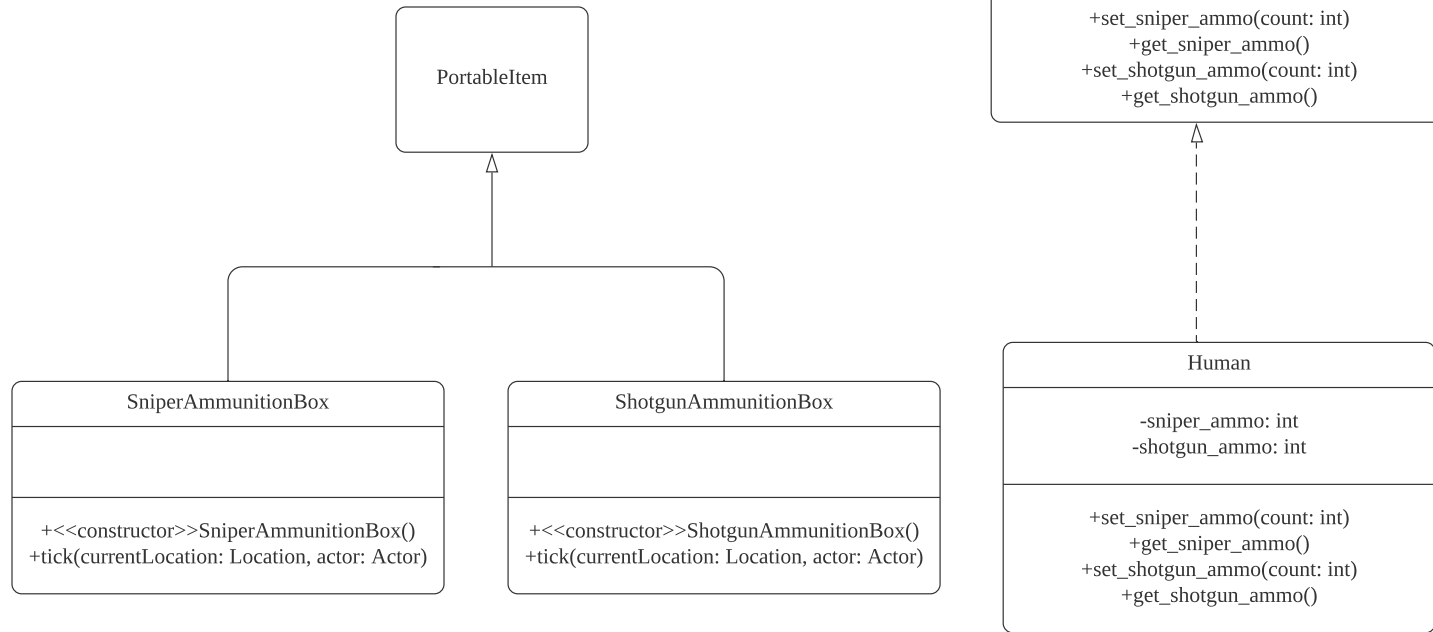 PortableItem
+set_sniper_ammo(count: int)
+get_sniper_ammo()
+set_shotgun_ammo(count: int)
+get_shotgun_ammo()
SniperAmmunitionBox
+<<constructor>>SniperAmmunitionBox()
+tick(currentLocation: Location, actor: Actor)
ShotgunAmmunitionBox
+<<constructor>>ShotgunAmmunitionBox()
+tick(currentLocation: Location, actor: Actor)
Human
-sniper_ammo: int
-shotgun_ammo: int
+set_sniper_ammo(count: int)
+get_sniper_ammo()
+set_shotgun_ammo(count: int)
+get_shotgun_ammo()